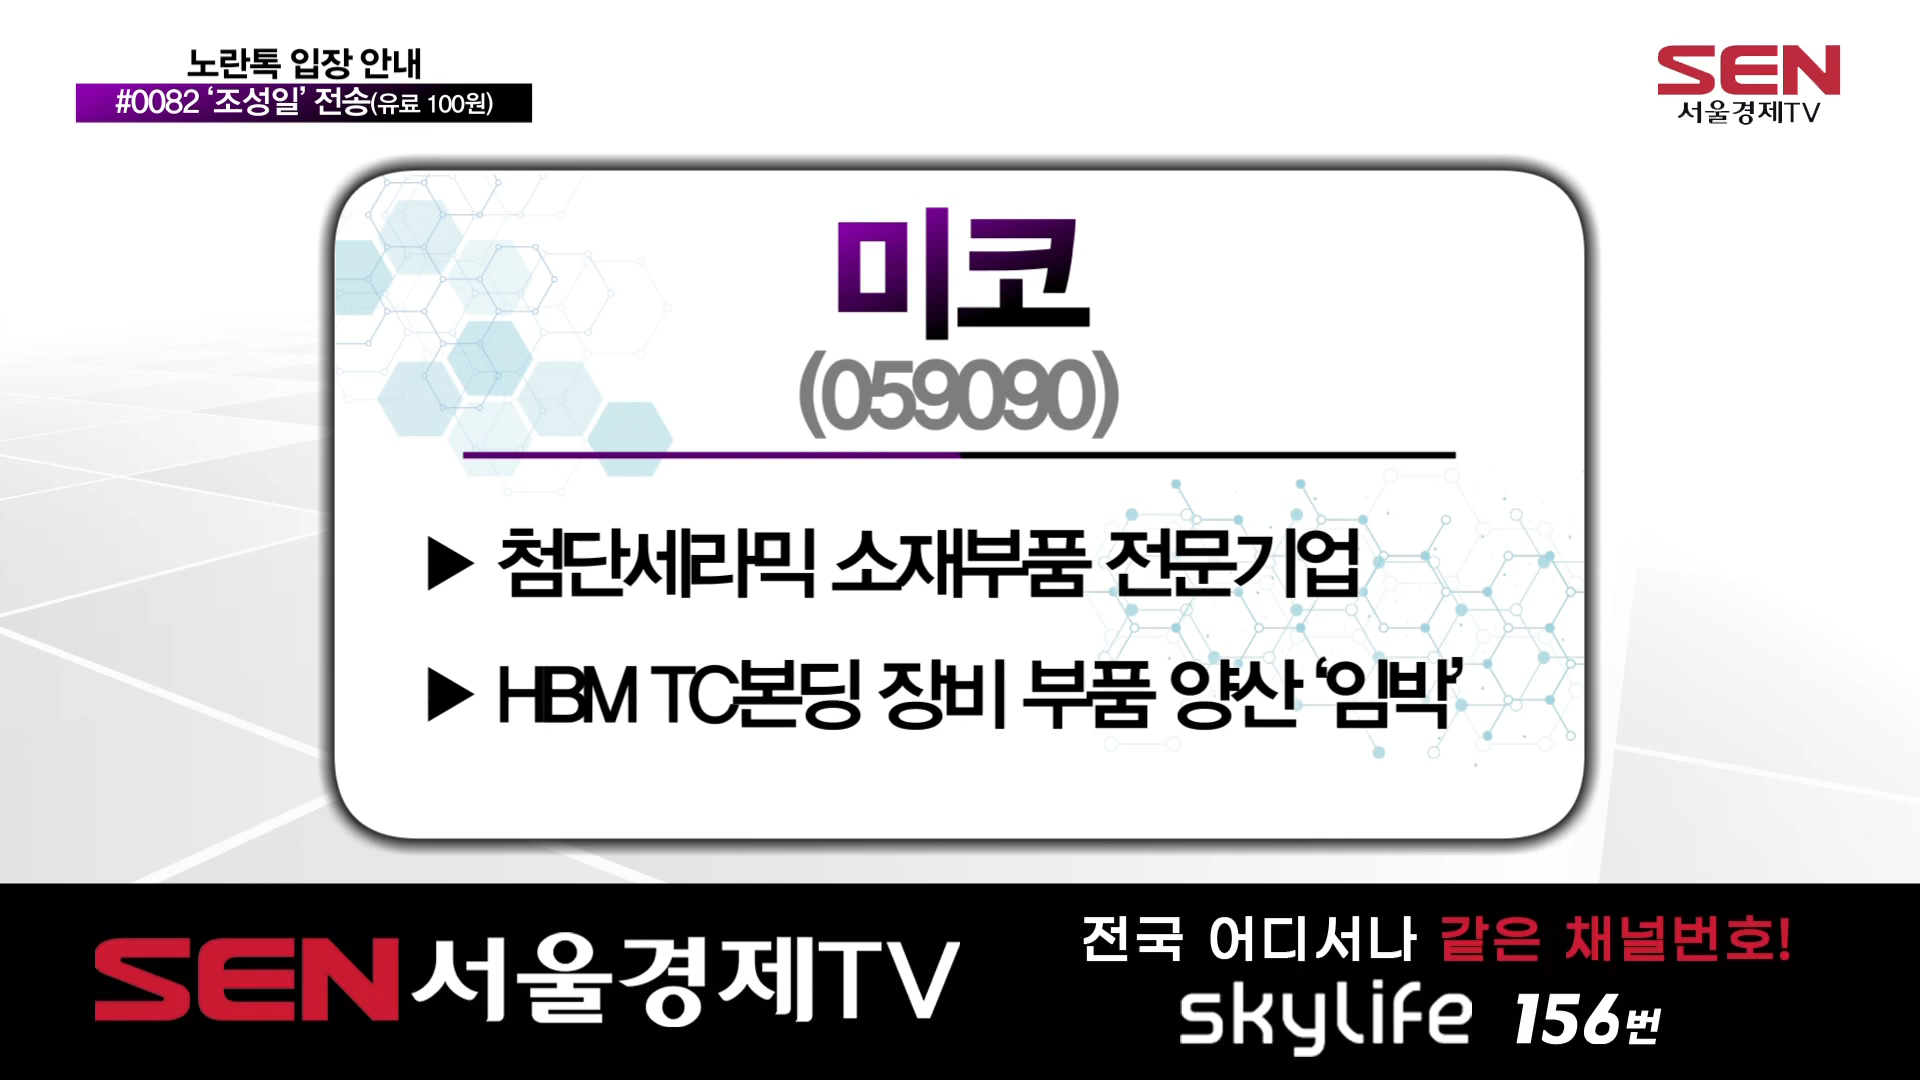 노란톡 입장 안내
#0082 ‘조성일’ 전송(유료 100원)
SEN
서울경제TV
미코
(059090)
▶ 첨단세라믹 소재부품 전문기업
▶ HBM TC본딩 장비 부품 양산 ‘임박’
SEN서울경제TV
전국 어디서나 같은 채널번호!
skylife 156번